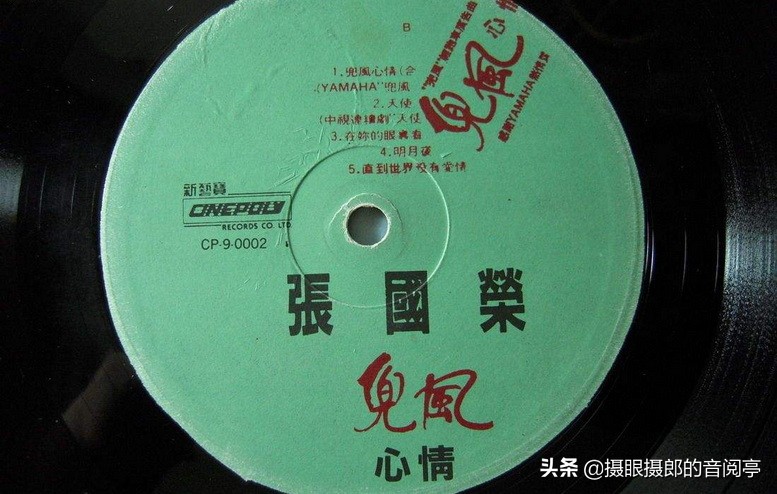 B
1.兜風心情(合
(YAMAHA"兜風
2.天使
(中視連續劇"天使
3.在妳的眼裏看
4.明月夜
5.直到世界没有愛情
兜風
心情
新藝寶
CINEPOLY
RECORDS CO. LTD
CP-9-0002
張國榮
兜風
心情
头条 @摄眼摄郎的音阅亭